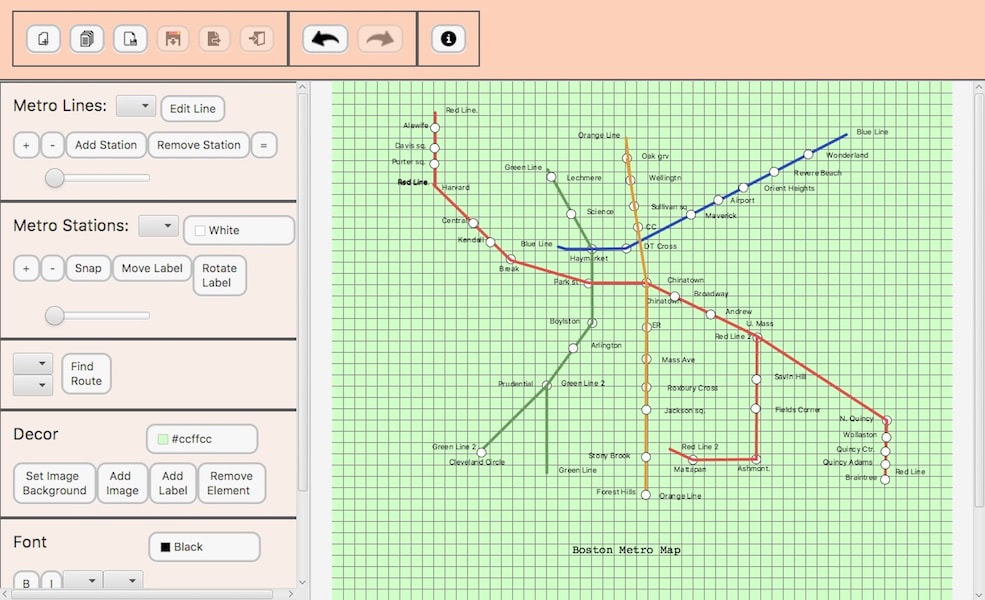 Metro Lines:
Edit Line
+
-
Add Station
Remove Station
=
Metro Stations:
White
+
-
Snap
Move Label
Rotate
Label
Find
Route
Decor
#ccffcc
Set Image
Background
Add
Image
Add
Label
Remove
Element
Font
Black
B
I
Red Line.
Alewife
Davis sq.
Porter sq.
Red Line.
Harvard
Central
Kendall
Break
Park st
Green Line
Lechmere
Science
Blue Line
Haymarket
Orange Line
Oak grv
Wellingtn
Sullivan sq
CC
DT Cross
Blue Line
Wonderland
Revere Beach
Orient Heights
Airport
Maverick
Chinatown
Chinatown
Broadway
Andrew
U. Mass
Red Line 2
Boylston
Arlington
ER
Mass Ave
Prudential
Green Line 2
Roxbury Cross
Jackson sq.
Savin Hill
Fields Corner
N. Quincy
Wollaston
Quincy Ctr.
Quincy Adams
Red Line
Braintree
Green Line 2
Cleveland Circle
Green Line
Stony Brook
Red Line 2
Mattapan
Ashmont.
Forest Hills
Orange Line
Boston Metro Map